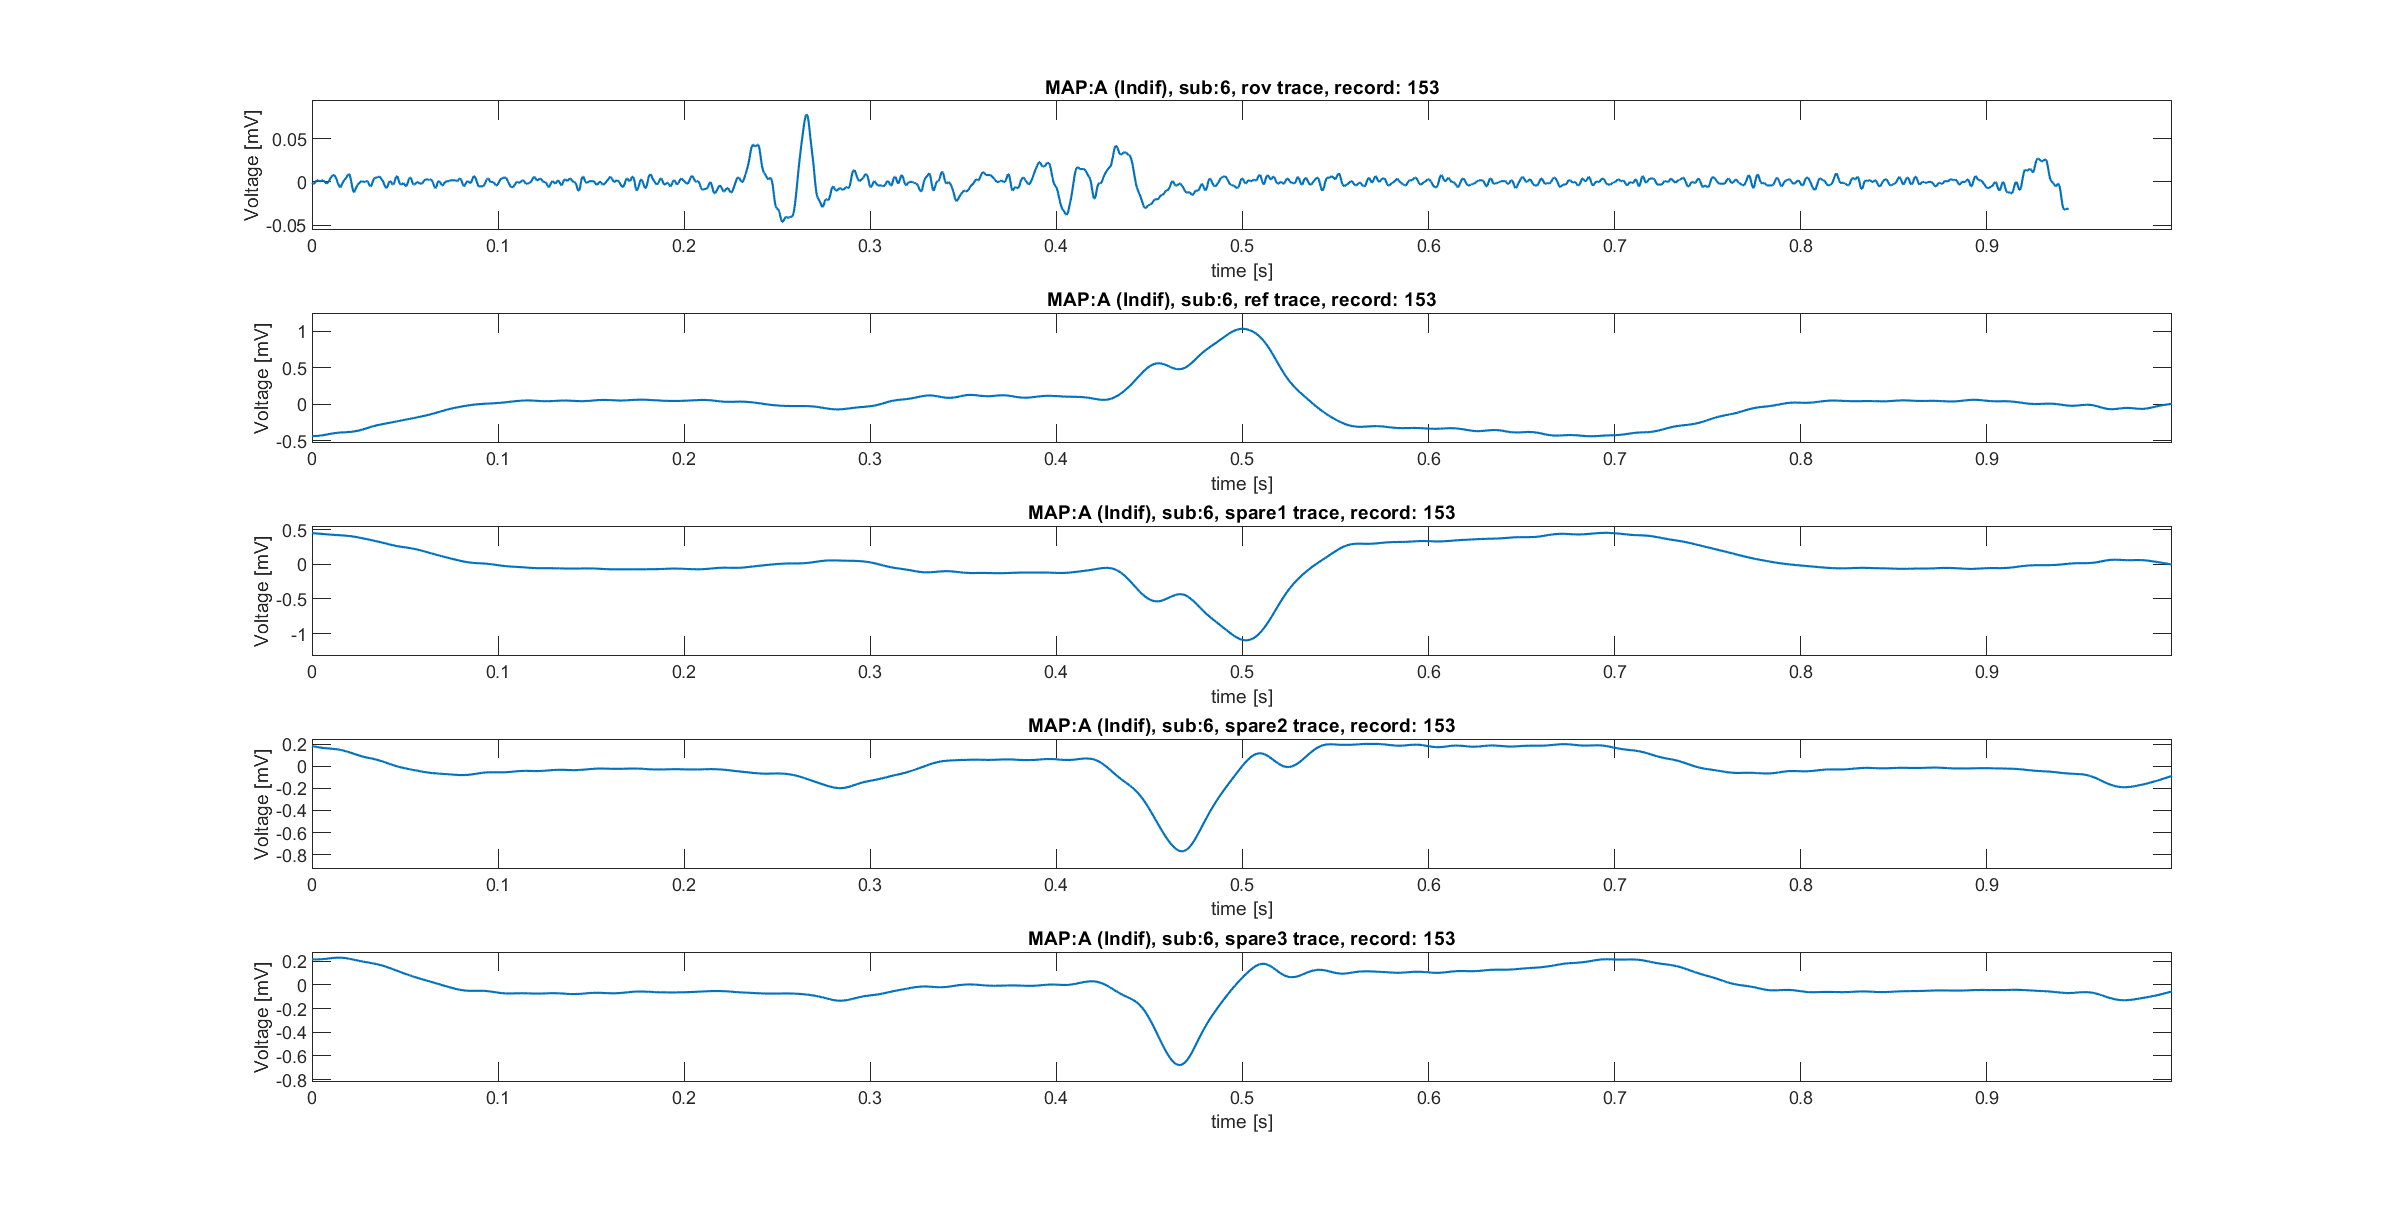 MAP:A (Indif), sub:6, rov trace, record: 153
Voltage [mV]
0.05
0
-0.05
0 0.1 0.2 0.3 0.4 0.5 0.6 0.7 0.8 0.9
time [s]
MAP:A (Indif), sub:6, ref trace, record: 153
Voltage [mV]
1
0.5
0
-0.5
0 0.1 0.2 0.3 0.4 0.5 0.6 0.7 0.8 0.9
time [s]
MAP:A (Indif), sub:6, spare1 trace, record: 153
Voltage [mV]
0.5
0
-0.5
-1
0 0.1 0.2 0.3 0.4 0.5 0.6 0.7 0.8 0.9
time [s]
MAP:A (Indif), sub:6, spare2 trace, record: 153
Voltage [mV]
0.2
0
-0.2
-0.4
-0.6
-0.8
0 0.1 0.2 0.3 0.4 0.5 0.6 0.7 0.8 0.9
time [s]
MAP:A (Indif), sub:6, spare3 trace, record: 153
Voltage [mV]
0.2
0
-0.2
-0.4
-0.6
-0.8
0 0.1 0.2 0.3 0.4 0.5 0.6 0.7 0.8 0.9
time [s]